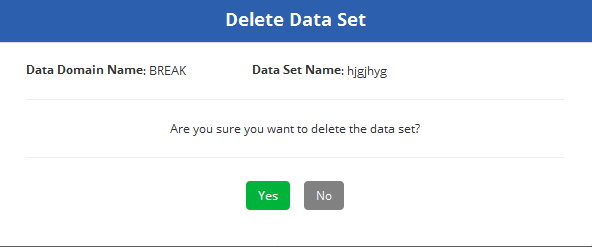 Delete Data Set
Data Domain Name: BREAK Data Set Name: hjgjhyg
Are you sure you want to delete the data set?
Yes No